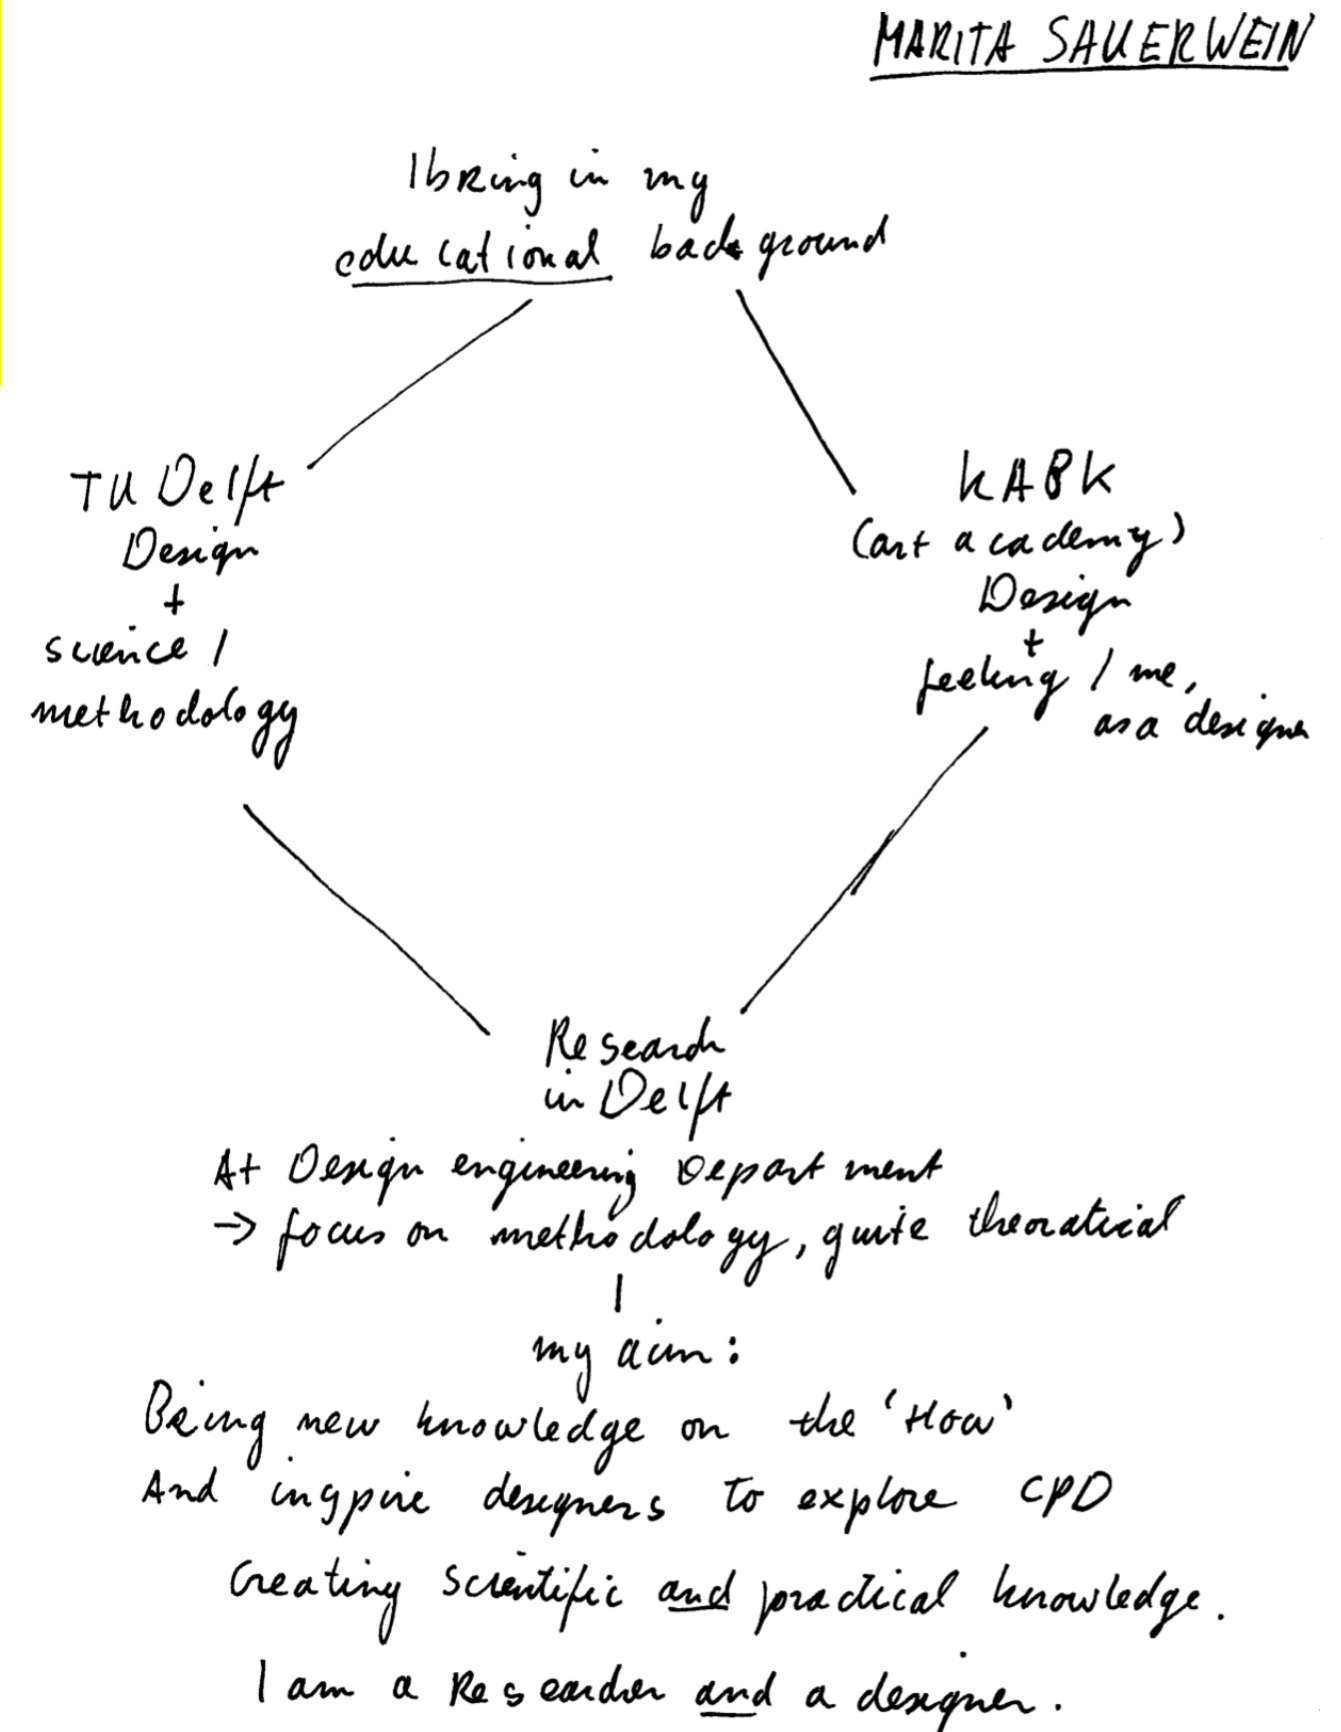 MARITA SAUERWEIN
I bring in my
educational background
TU Delft
Design
+
science /
methodology
KABK
(art academy)
Design
+
feeling / me,
as a designer
Research
in Delft
At Design engineering Department
→ focus on methodology, quite theoratical
my aim:
Bring new knowledge on the 'How'
And inspire designers to explore CPD
Creating scientific and practical knowledge.
I am a Researcher and a designer.